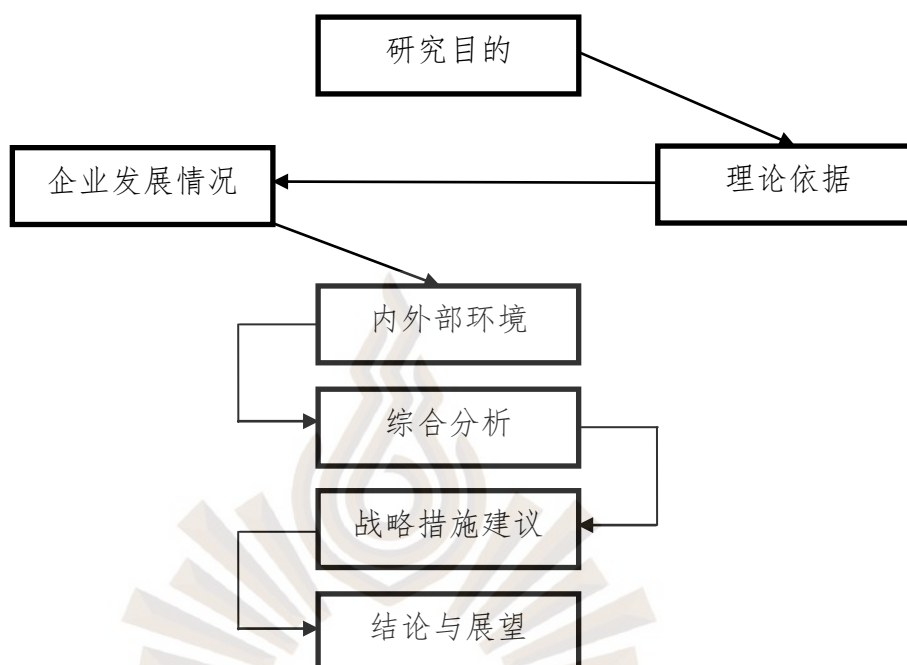 研究目的
理论依据
企业发展情况
内外部环境
综合分析
战略措施建议
结论与展望